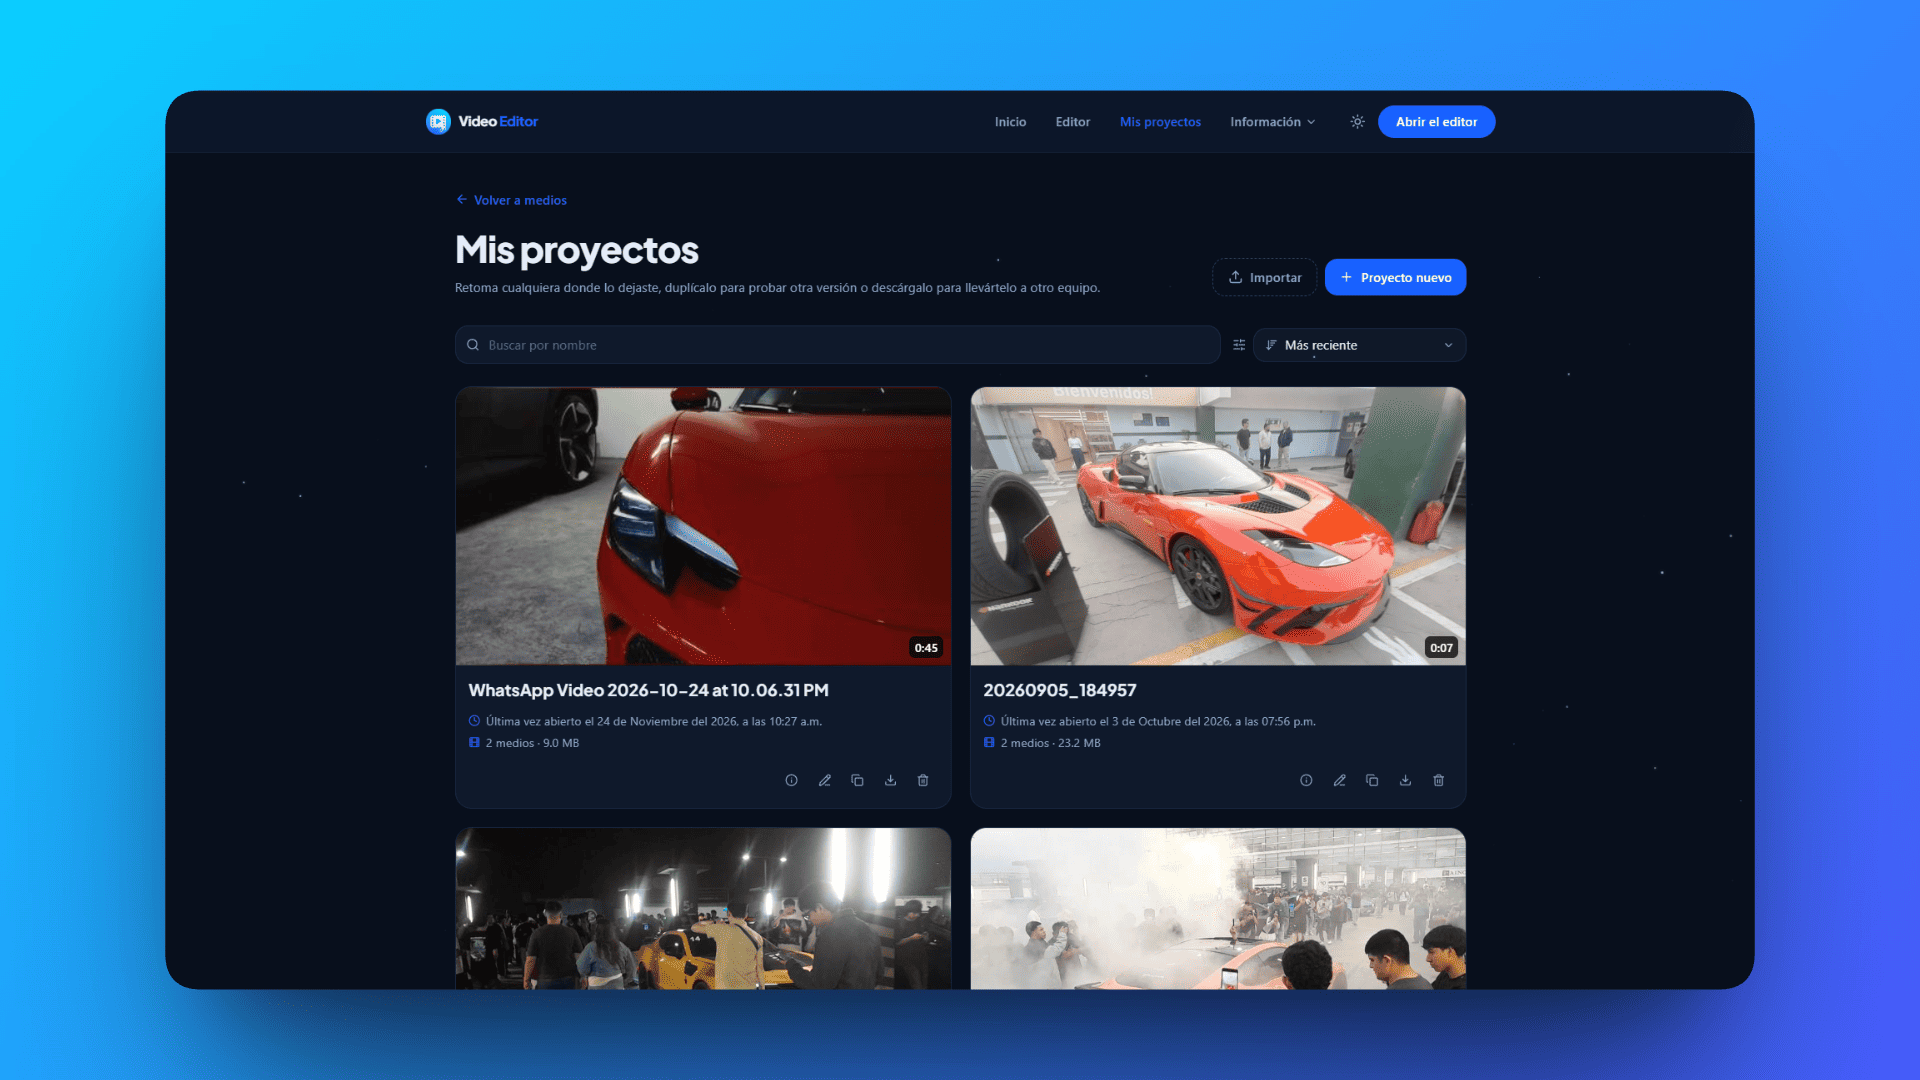 Video Editor
Inicio
Editor
Mis proyectos
Información
Abrir el editor
Volver a medios
Mis proyectos
Retoma cualquiera donde lo dejaste, duplícalo para probar otra versión o descárgalo para llevártelo a otro equipo.
Importar
Proyecto nuevo
Buscar por nombre
Más reciente
0:45
WhatsApp Video 2026-10-24 at 10.06.31 PM
Última vez abierto el 24 de Noviembre del 2026, a las 10:27 a.m.
2 medios · 9.0 MB
Bienvenidos!
0:07
20260905_184957
Última vez abierto el 3 de Octubre del 2026, a las 07:56 p.m.
2 medios · 23.2 MB
14